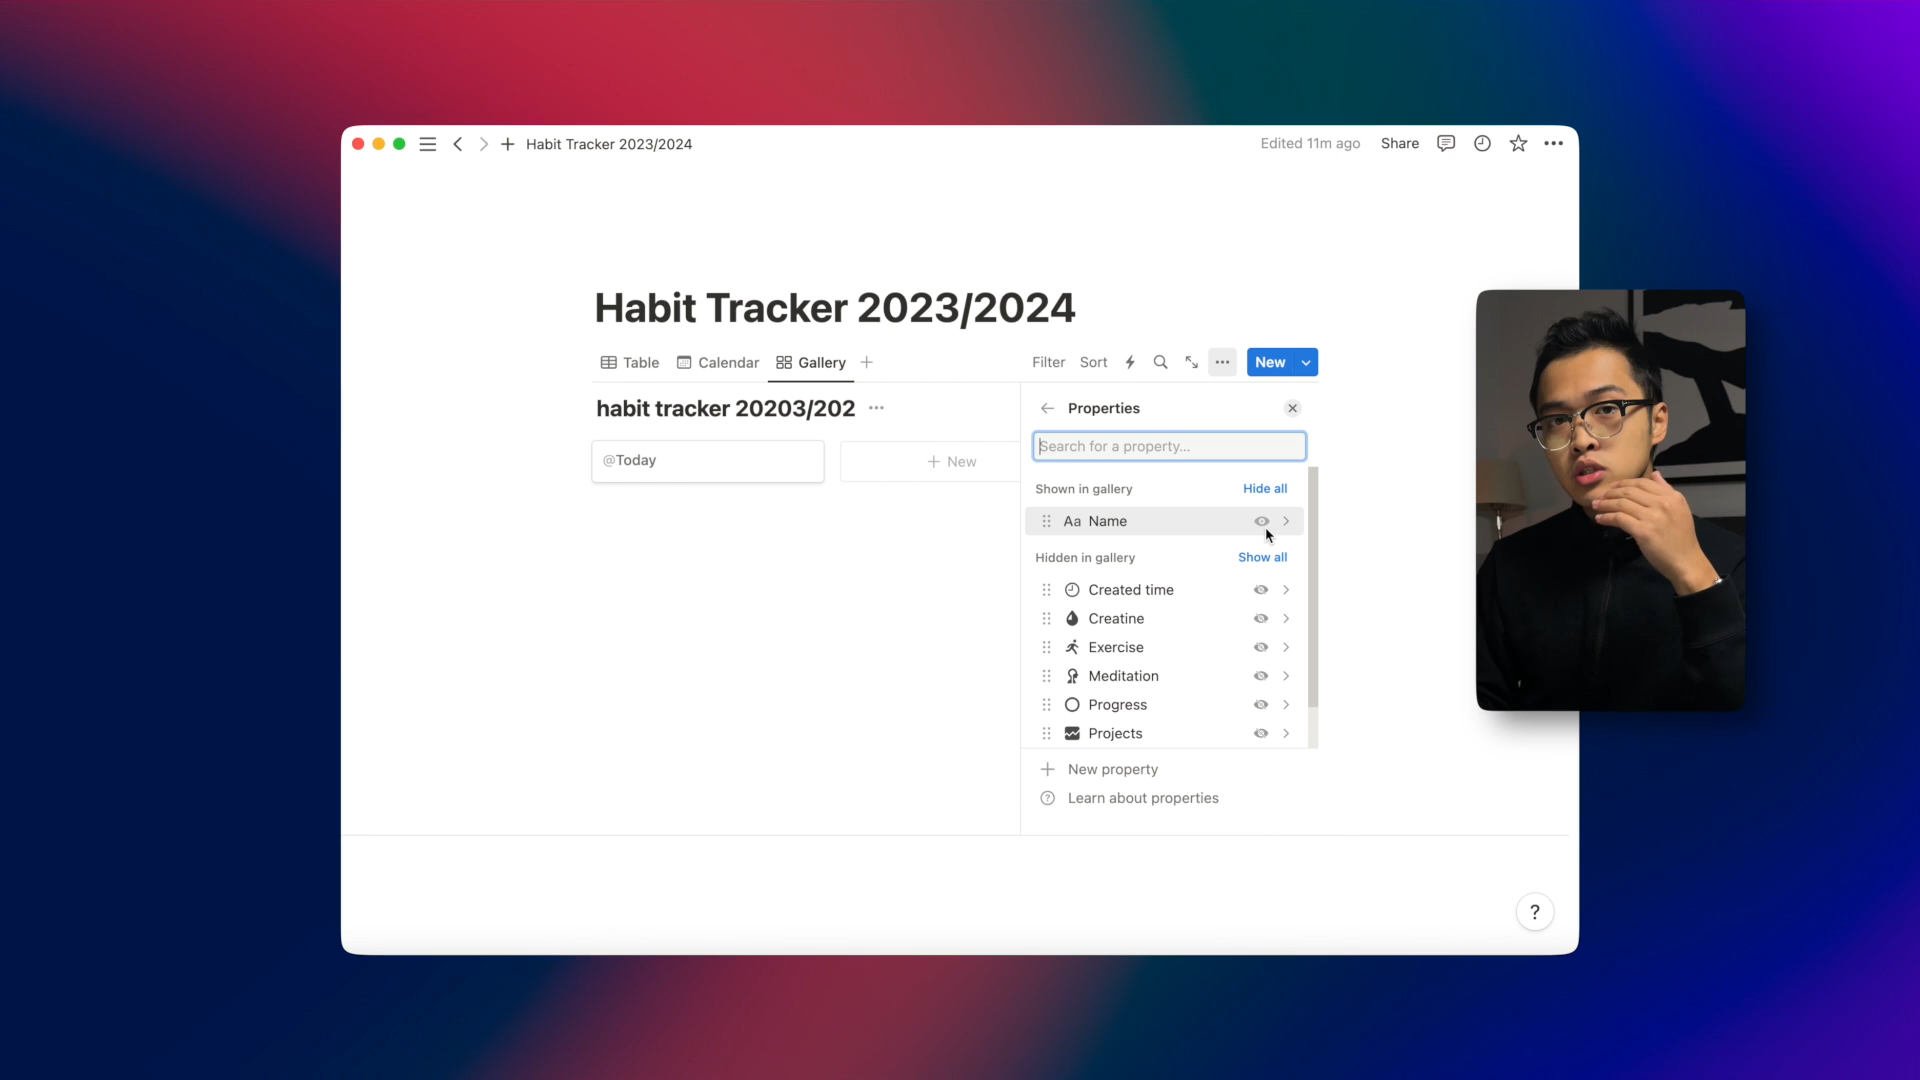 Habit Tracker 2023/2024
Edited 11m ago Share
Habit Tracker 2023/2024
Table Calendar Gallery
Filter Sort New
habit tracker 20203/202
@Today
New
Properties
Search for a property...
Shown in gallery Hide all
Aa Name
Hidden in gallery Show all
Created time
Creatine
Exercise
Meditation
Progress
Projects
New property
Learn about properties
?